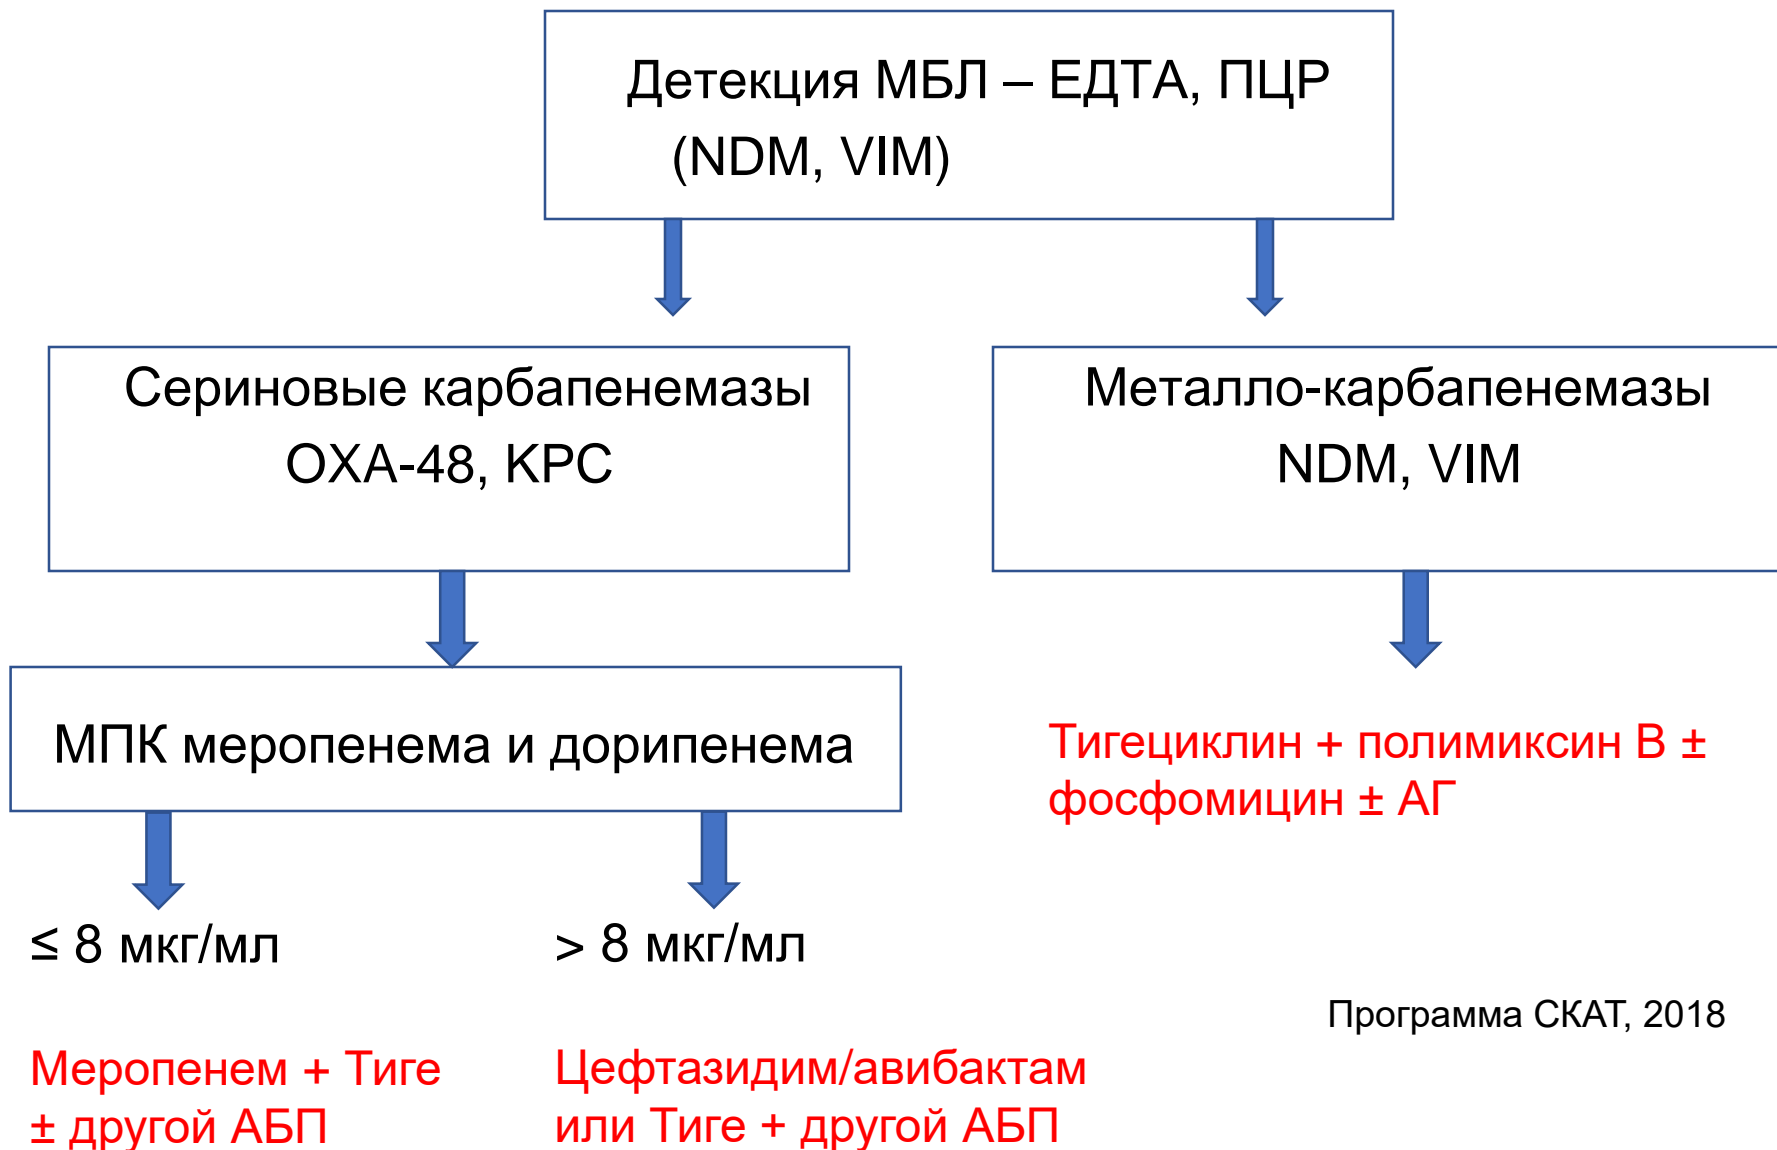 Детекция МБЛ – ЕДТА, ПЦР
(NDM, VIM)
Сериновые карбапенемазы
OXA-48, KPC
Металло-карбапенемазы
NDM, VIM
МПК меропенема и дорипенема
Тигециклин + полимиксин В ±
фосфомицин ± АГ
≤ 8 мкг/мл
> 8 мкг/мл
Программа СКАТ, 2018
Меропенем + Тиге
± другой АБП
Цефтазидим/авибактам
или Тиге + другой АБП